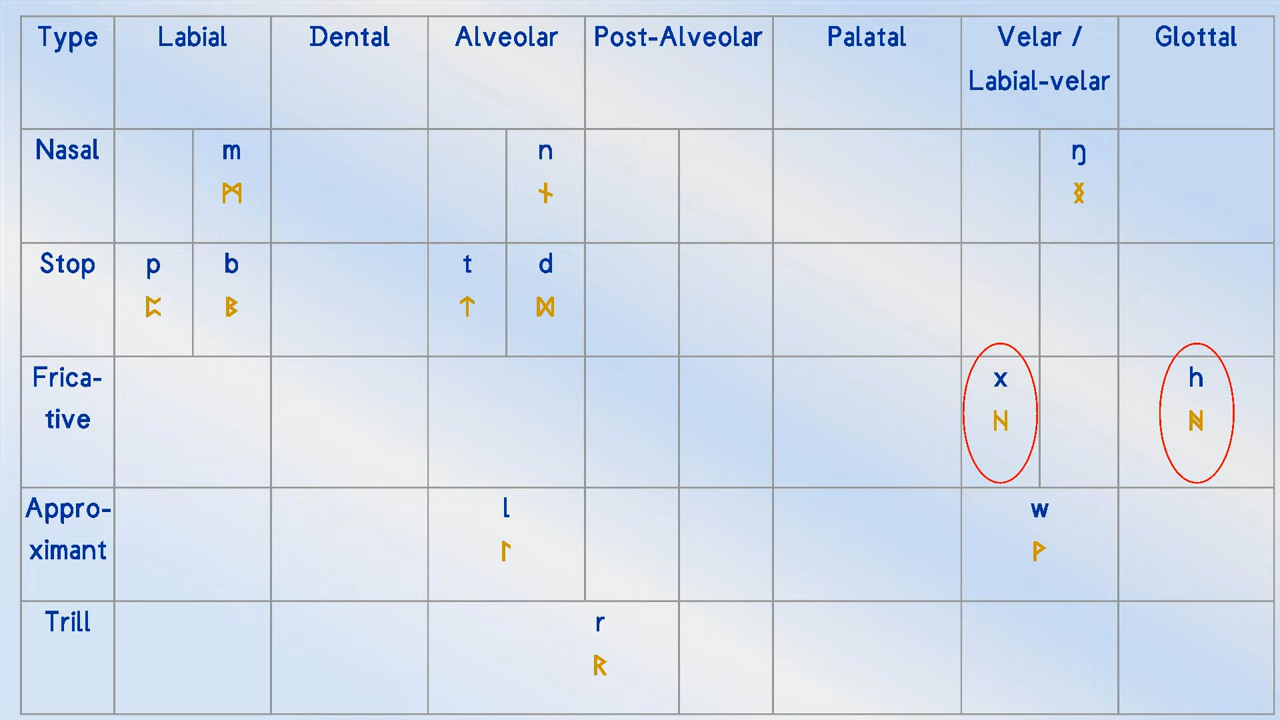 Type Labial Dental Alveolar Post-Alveolar Palatal Velar / Glottal
Labial-velar
Nasal m n ŋ
ᛗ ᚾ ᛝ
Stop p b t d
ᛈ ᛒ ᛏ ᛞ
Frica- x h
tive ᚺ ᚻ
Appro- l w
ximant ᛚ ᚹ
Trill r
ᚱ